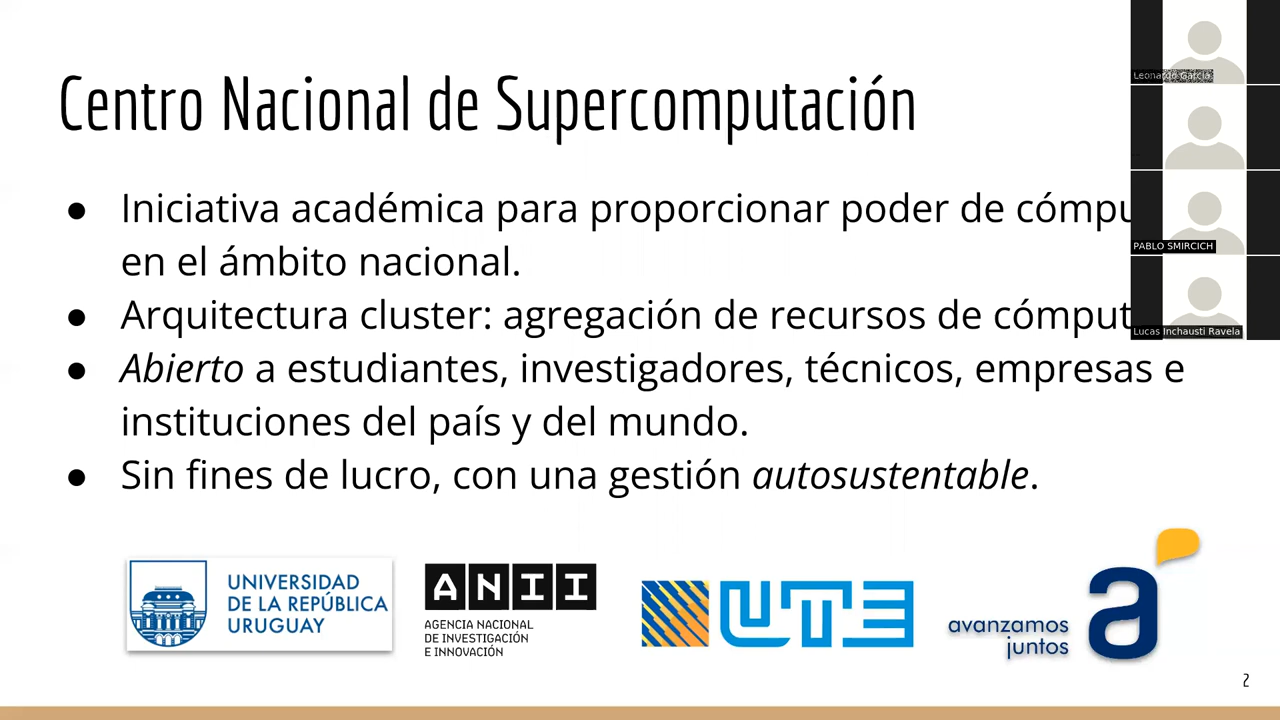 Centro Nacional de Supercomputación
● Iniciativa académica para proporcionar poder de cómpu
en el ámbito nacional.
● Arquitectura cluster: agregación de recursos de cómput
● Abierto a estudiantes, investigadores, técnicos, empresas e
instituciones del país y del mundo.
● Sin fines de lucro, con una gestión autosustentable.
UNIVERSIDAD
DE LA REPÚBLICA
URUGUAY
ANII
AGENCIA NACIONAL
DE INVESTIGACIÓN
E INNOVACIÓN
UTE
avanzamos
juntos
a
2
Leonardo García
PABLO SMIRCICH
Lucas Inchausti Ravela